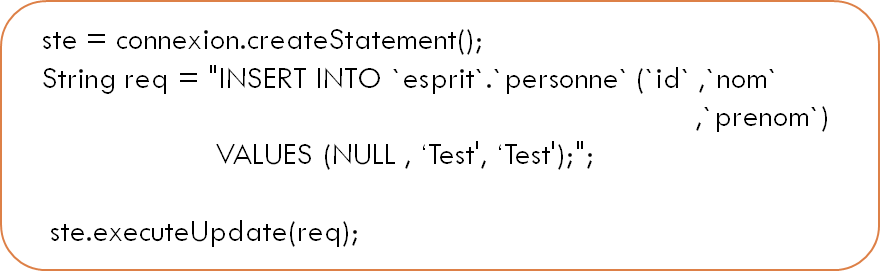 ste = connexion.createStatement();
String req = "INSERT INTO `esprit`.`personne` (`id` ,`nom`
,`prenom`)
VALUES (NULL , ‘Test', ‘Test');";
ste.executeUpdate(req);